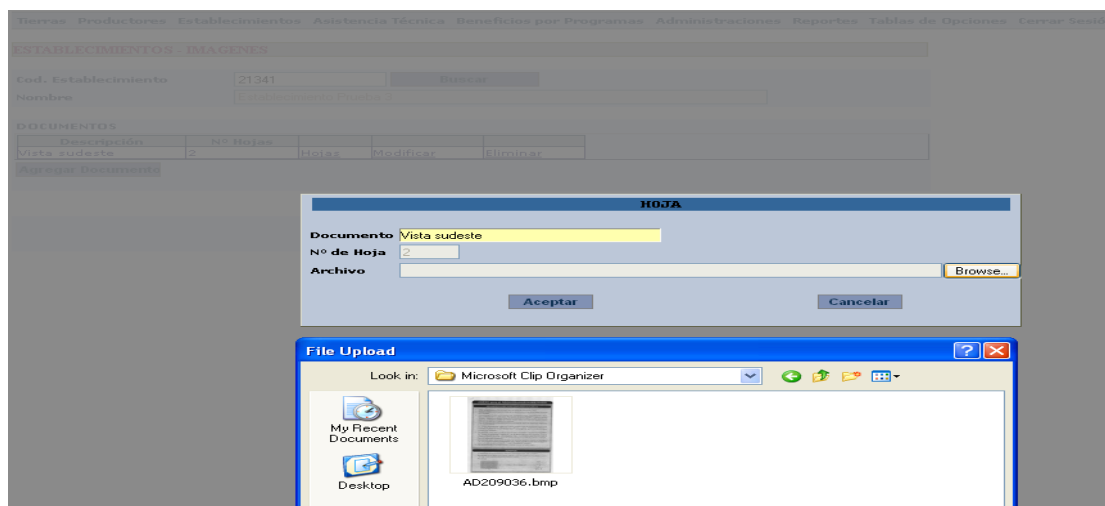 Tierras Productores Establecimientos Asistencia Técnica Beneficios por Programas Administraciones Reportes Tablas de Opciones Cerrar Sesió
ESTABLECIMIENTOS - IMAGENES
Cod. Establecimiento 21341 Buscar
Nombre Establecimiento Prueba
DOCUMENTOS
Descripción Nº Hojas
Vista sudeste 2 Hojas Modificar Eliminar
Agregar Documento
HOJA
Documento Vista sudeste
Nº de Hoja 2
Archivo Browse...
Aceptar Cancelar
File Upload
Look in: Microsoft Clip Organizer
My Recent Documents
Desktop
AD209036.bmp